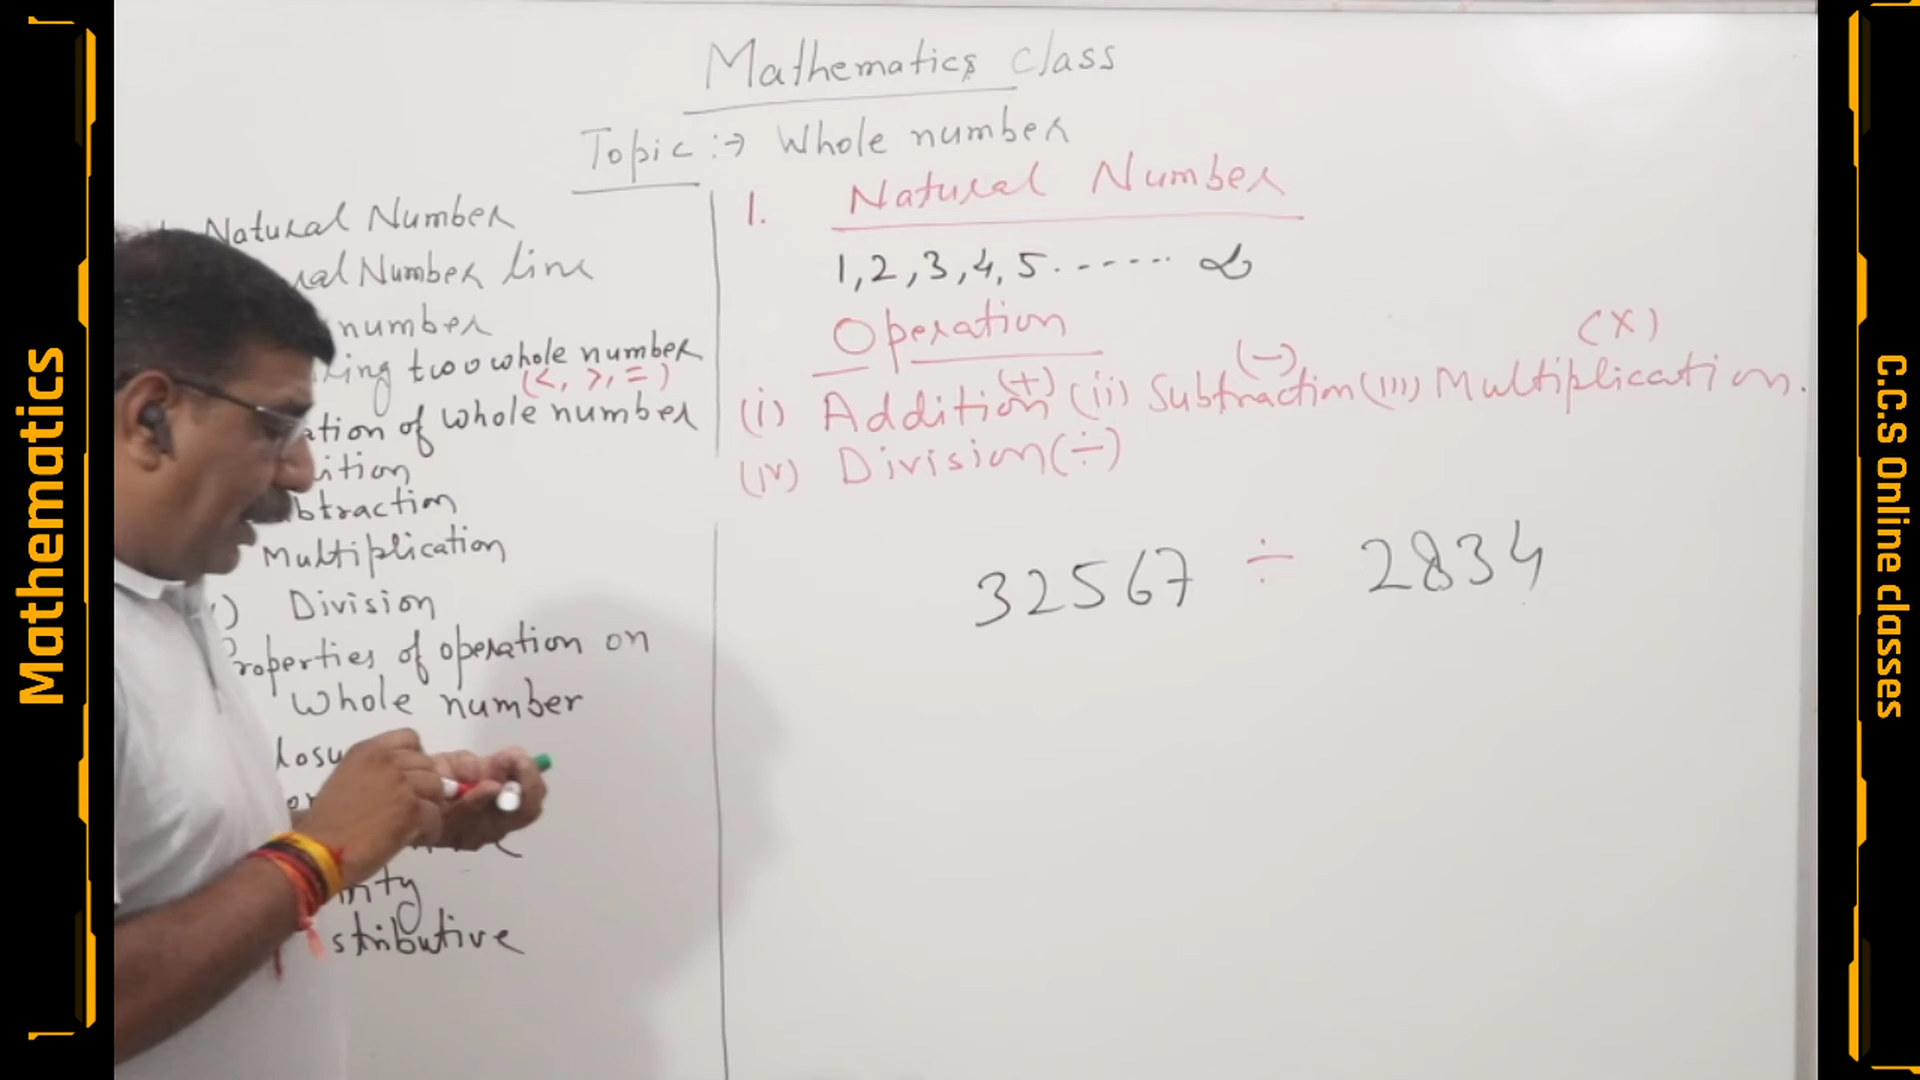 Mathematics
Mathematics class
Topic :→ Whole number
Natural Number
Number line
number
two whole number
(<, >, =)
of whole number
Multiplication
Division
Properties of operation on
Whole number
1. Natural Number
1, 2, 3, 4, 5 . - - - - - ∞
Operation
(i) Addition (+) (ii) Subtraction (-) (iii) Multiplication. (×)
(iv) Division (÷)
32567 ÷ 2834
C.C.S Online classes